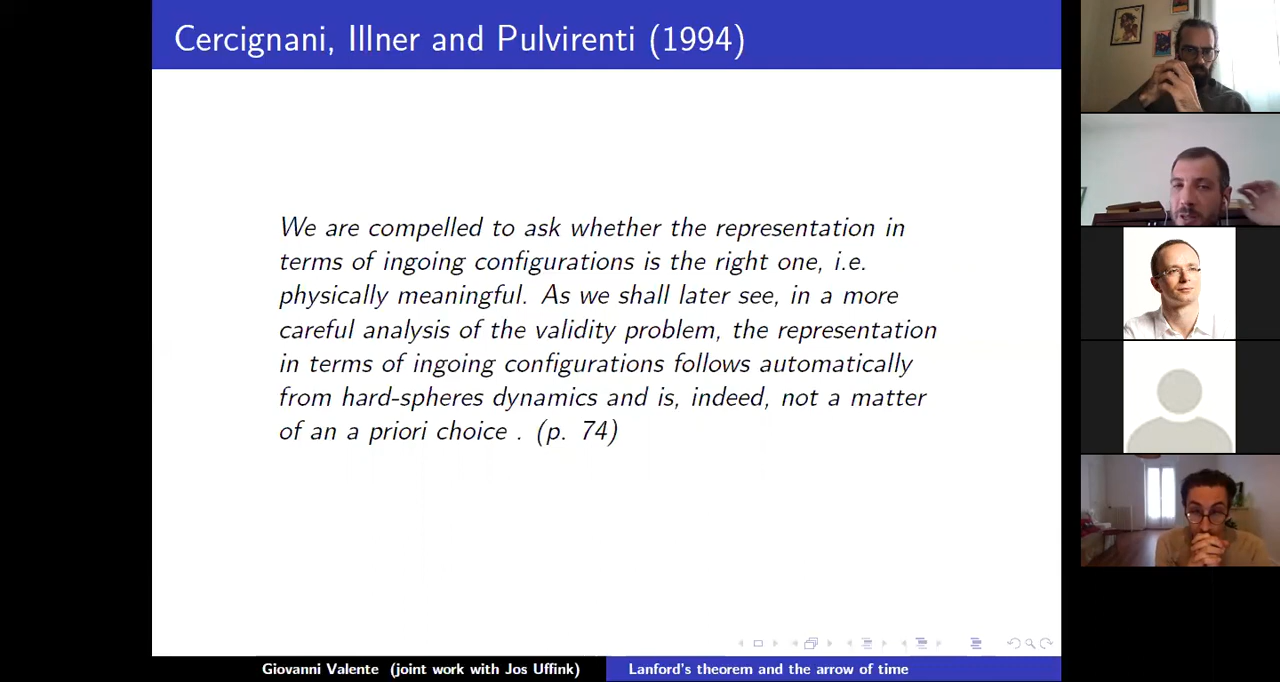 Cercignani, Illner and Pulvirenti (1994)
We are compelled to ask whether the representation in
terms of ingoing configurations is the right one, i.e.
physically meaningful. As we shall later see, in a more
careful analysis of the validity problem, the representation
in terms of ingoing configurations follows automatically
from hard-spheres dynamics and is, indeed, not a matter
of an a priori choice . (p. 74)
Giovanni Valente (joint work with Jos Uffink)
Lanford's theorem and the arrow of time